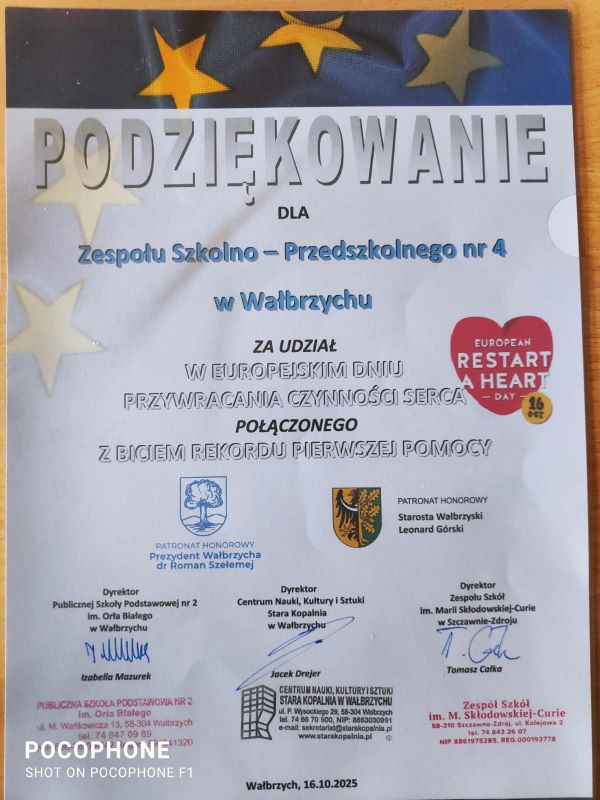 PODZIĘKOWANIE
DLA
Zespołu Szkolno – Przedszkolnego nr 4
w Wałbrzychu
ZA UDZIAŁ
W EUROPEJSKIM DNIU
PRZYWRACANIA CZYNNOŚCI SERCA
POŁĄCZONEGO
Z BICIEM REKORDU PIERWSZEJ POMOCY
EUROPEAN
RESTART
A HEART
DAY
16
OCT
PATRONAT HONOROWY
Prezydent Wałbrzycha
dr Roman Szełemej
PATRONAT HONOROWY
Starosta Wałbrzyski
Leonard Górski
Dyrektor
Publicznej Szkoły Podstawowej nr 2
im. Orła Białego
w Wałbrzychu
Izabella Mazurek
Dyrektor
Centrum Nauki, Kultury i Sztuki
Stara Kopalnia
w Wałbrzychu
Jacek Drejer
Dyrektor
Zespołu Szkół
im. Marii Skłodowskiej-Curie
w Szczawnie-Zdroju
Tomasz Całka
PUBLICZNA SZKOŁA PODSTAWOWA NR 2
im. Orła Białego
ul. M. Wańkowicza 13, 58-304 Wałbrzych
tel. 74 847 09 89
41320
CENTRUM NAUKI, KULTURY I SZTUKI
STARA KOPALNIA W WAŁBRZYCHU
ul. P. Wysockiego 29, 58-304 Wałbrzych
tel. 74 66 70 900, NIP: 8863030891
e-mail: sekretariat@starakopalnia.pl
www.starakopalnia.pl
Zespół Szkół
im. M. Skłodowskiej-Curie
58-310 Szczawno-Zdrój, ul. Kolejowa 2
tel. 74 843 26 07
NIP 8861975285, REG.000192778
Wałbrzych, 16.10.2025
POCOPHONE
SHOT ON POCOPHONE F1